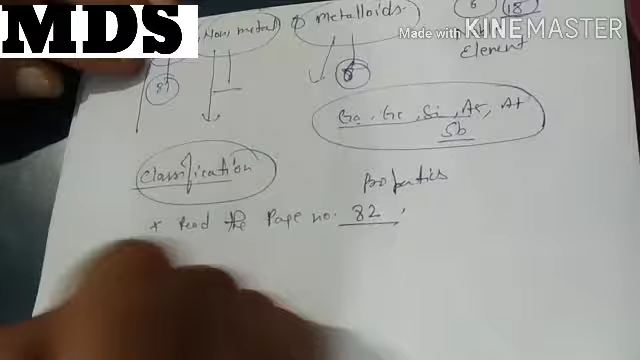 MDS
Non metal
metalloids
6 18
Made with KINEMASTER
Element
8
Ga, Ge, Si, As, At
Sb
Classification
Properties
* Read the Page no. 82